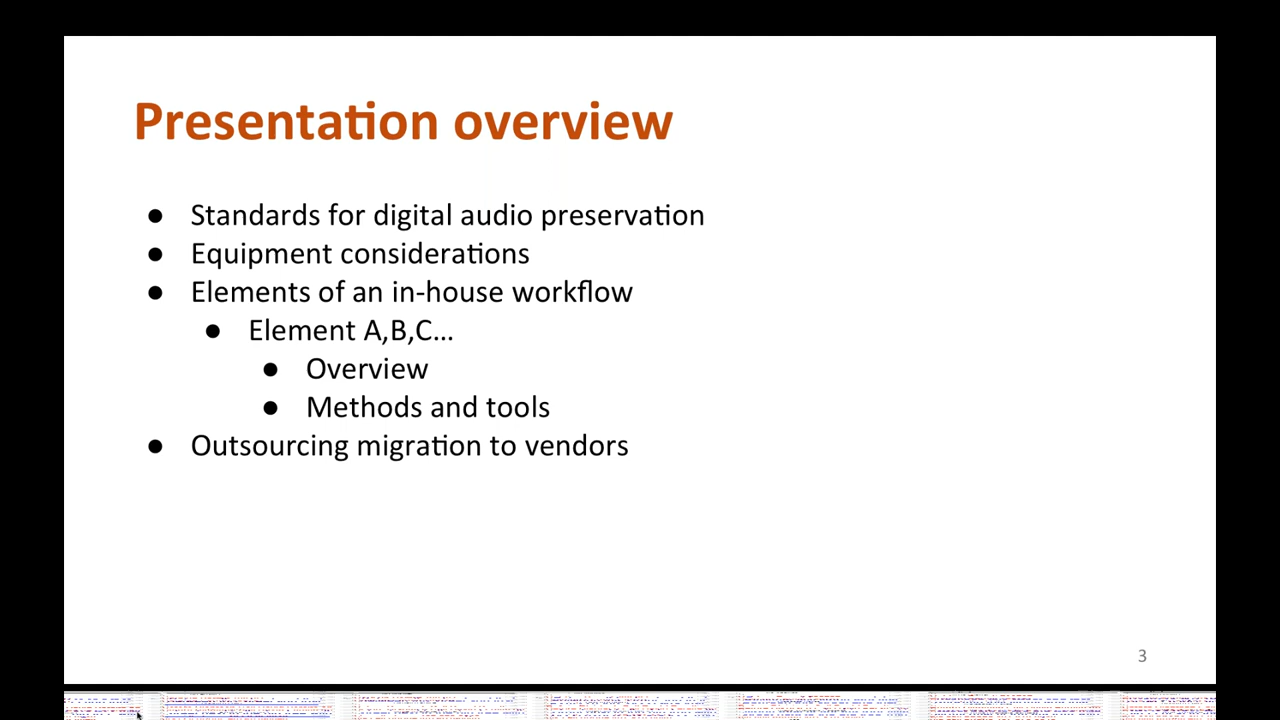 Presentation overview
● Standards for digital audio preservation
● Equipment considerations
● Elements of an in-house workflow
● Element A,B,C…
● Overview
● Methods and tools
● Outsourcing migration to vendors
3